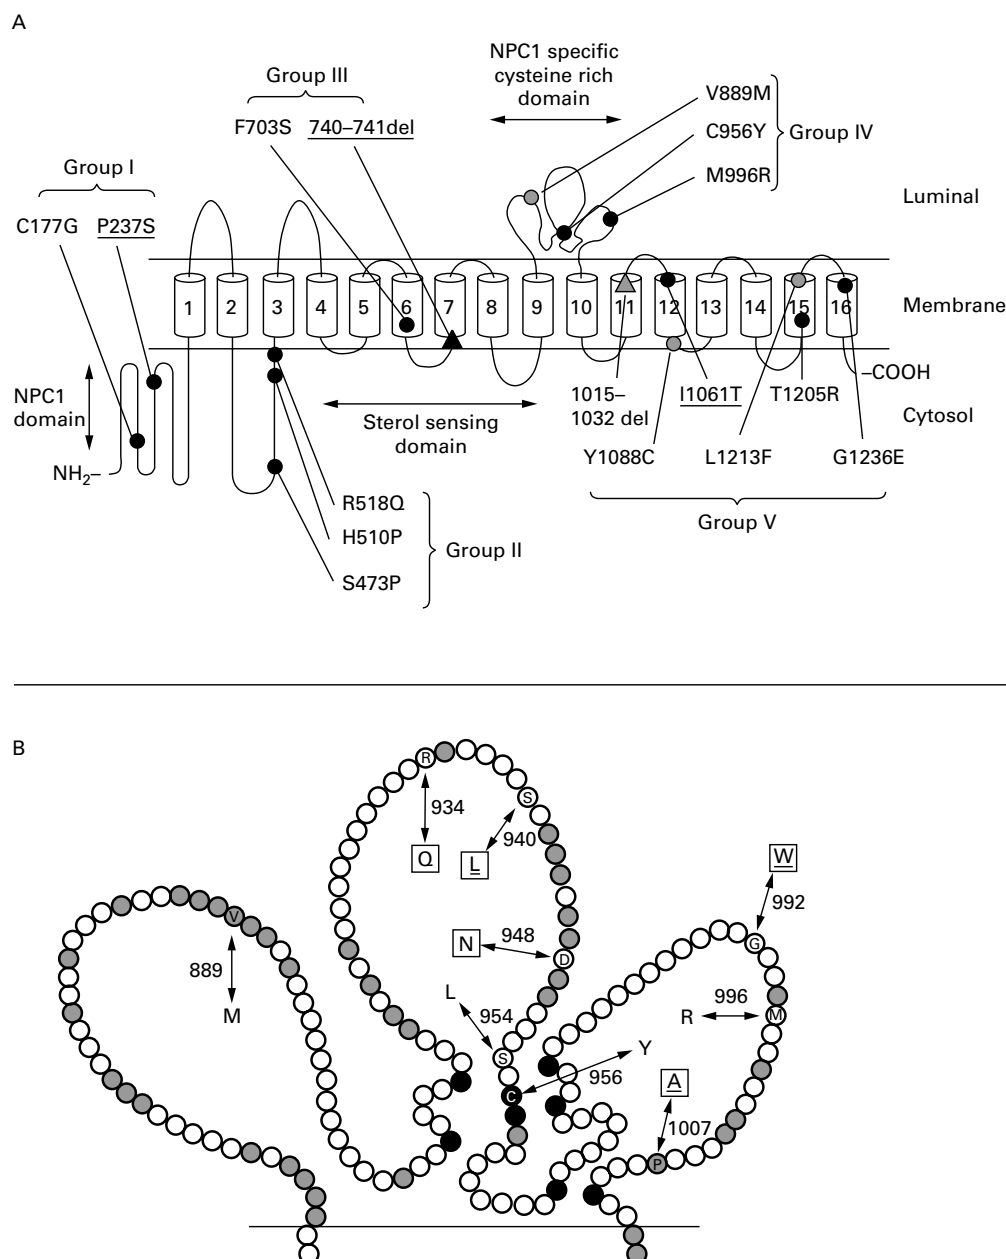 A
NPC1 specific
cysteine rich
domain
Group III
F703S 740–741del
V889M
C956Y
M996R
Group IV
Group I
C177G P237S
Luminal
1 2 3 4 5 6 7 8 9 10 11 12 13 14 15 16
Membrane
NPC1
domain
NH2–
–COOH
Cytosol
Sterol sensing
domain
1015–
1032 del
I1061T
T1205R
Y1088C
L1213F
G1236E
Group V
R518Q
H510P
S473P
Group II
B
R
934
Q
S
940
L
W
992
G
V
889
M
N
948
D
L
954
S
R
996
M
Y
956
C
A
1007
P